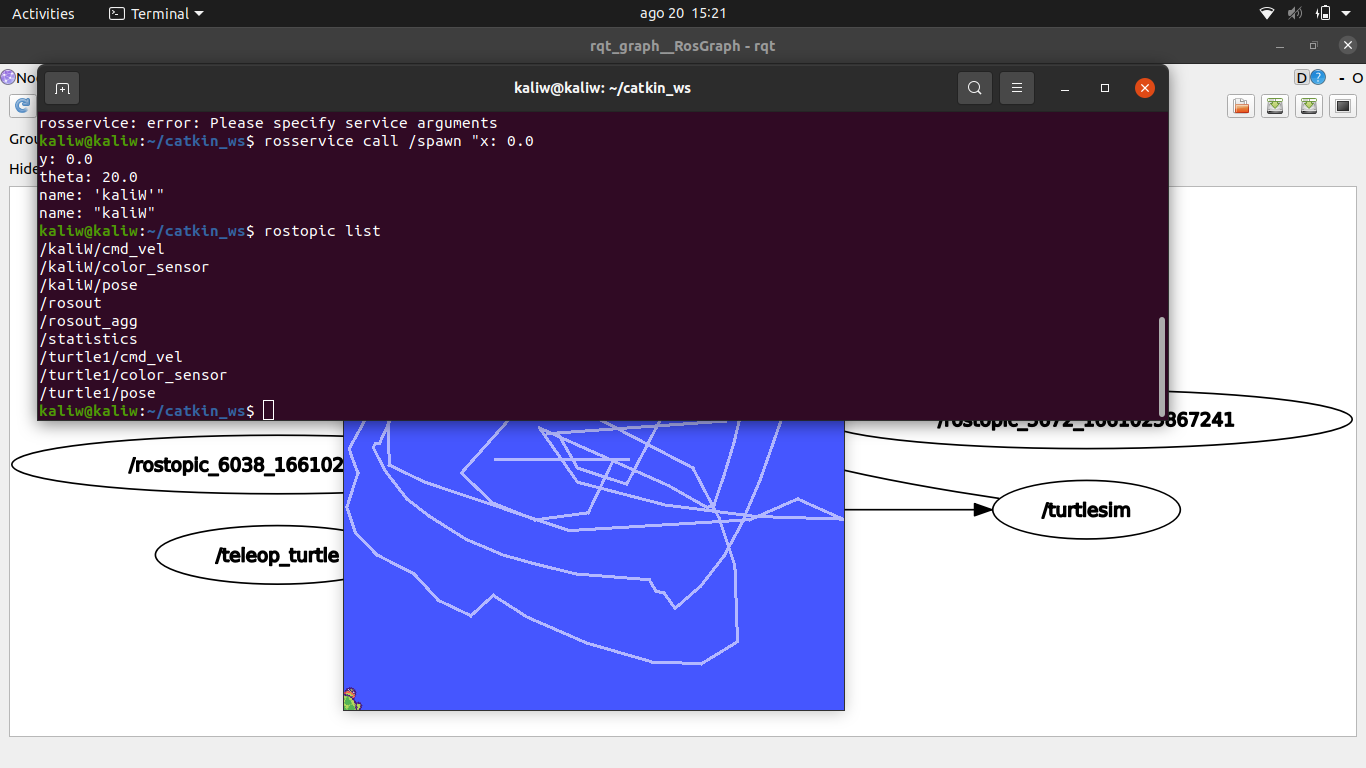 Activities
Terminal
ago 20 15:21
rqt_graph__RosGraph - rqt
D
- O
kaliw@kaliw: ~/catkin_ws
rosservice: error: Please specify service arguments
kaliw@kaliw:~/catkin_ws$ rosservice call /spawn "x: 0.0
y: 0.0
theta: 20.0
name: 'kaliW'"
name: "kaliW"
kaliw@kaliw:~/catkin_ws$ rostopic list
/kaliW/cmd_vel
/kaliW/color_sensor
/kaliW/pose
/rosout
/rosout_agg
/statistics
/turtle1/cmd_vel
/turtle1/color_sensor
/turtle1/pose
kaliw@kaliw:~/catkin_ws$
Hide
/rostopic_6038_166102
/turtlesim
/teleop_turtle